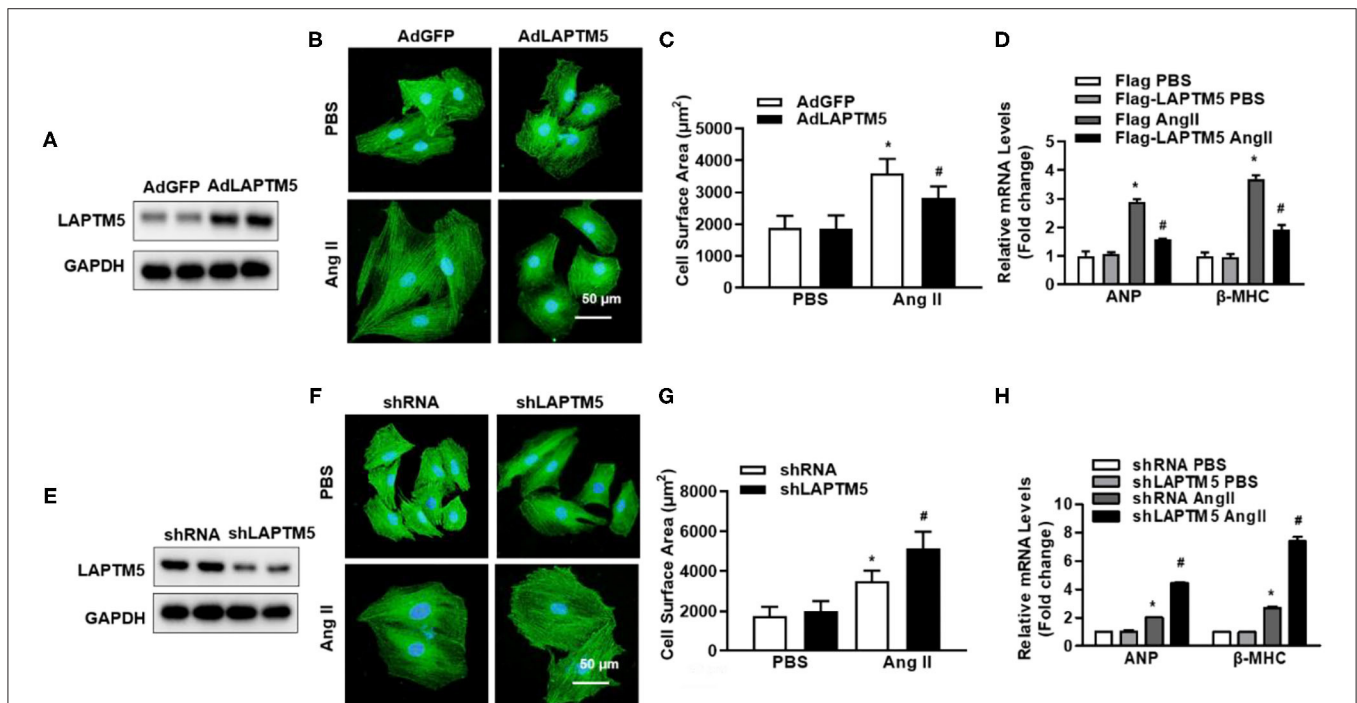 A
AdGFP AdLAPTM5
LAPTM5
GAPDH
B
AdGFP AdLAPTM5
PBS
Ang II
50 µm
C
AdGFP
AdLAPTM5
Cell Surface Area (µm²)
5000
4000
3000
2000
1000
0
*
#
PBS Ang II
D
Flag PBS
Flag-LAPTM5 PBS
Flag AngII
Flag-LAPTM5 AngII
Relative mRNA Levels
(Fold change)
5
4
3
2
1
0
*
#
*
#
ANP β-MHC
E
shRNA shLAPTM5
LAPTM5
GAPDH
F
shRNA shLAPTM5
PBS
Ang II
50 µm
G
shRNA
shLAPTM5
Cell Surface Area (µm²)
8000
6000
4000
2000
0
*
#
PBS Ang II
H
shRNA PBS
shLAPTM5 PBS
shRNA AngII
shLAPTM5 AngII
Relative mRNA Levels
(Fold change)
10
8
6
4
2
0
*
#
*
#
ANP β-MHC